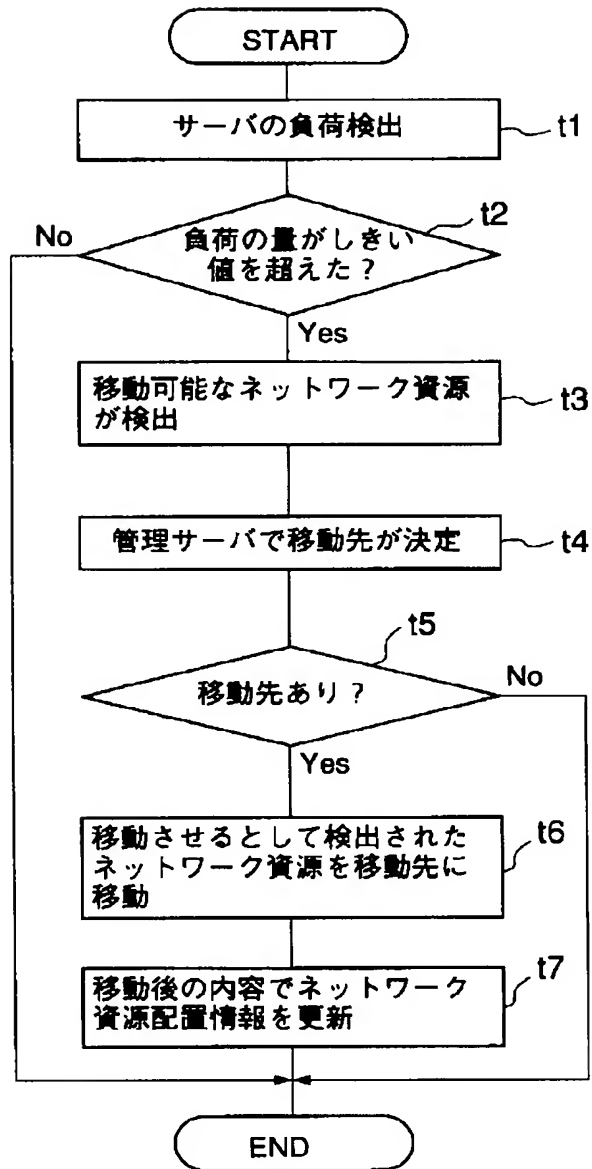 START
サーバの負荷検出
t1
t2
No
負荷の量がしきい
値を超えた？
Yes
移動可能なネットワーク資源
が検出
t3
管理サーバで移動先が決定
t4
t5
移動先あり？
No
Yes
移動させるとして検出された
ネットワーク資源を移動先に
移動
t6
移動後の内容でネットワーク
資源配置情報を更新
t7
END